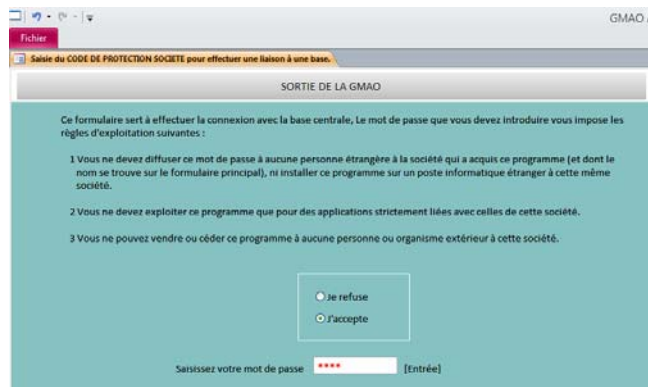 GMAO
Fichier
Saisie du CODE DE PROTECTION SOCIETE pour effectuer une liaison à une base.
SORTIE DE LA GMAO
Ce formulaire sert à effectuer la connexion avec la base centrale, Le mot de passe que vous devez introduire vous impose les
règles d'exploitation suivantes :
1 Vous ne devez diffuser ce mot de passe à aucune personne étrangère à la société qui a acquis ce programme (et dont le
nom se trouve sur le formulaire principal), ni installer ce programme sur un poste informatique étranger à cette même
société.
2 Vous ne devez exploiter ce programme que pour des applications strictement liées avec celles de cette société.
3 Vous ne pouvez vendre ou céder ce programme à aucune personne ou organisme extérieur à cette société.
Je refuse
J'accepte
Saisissez votre mot de passe **** [Entrée]